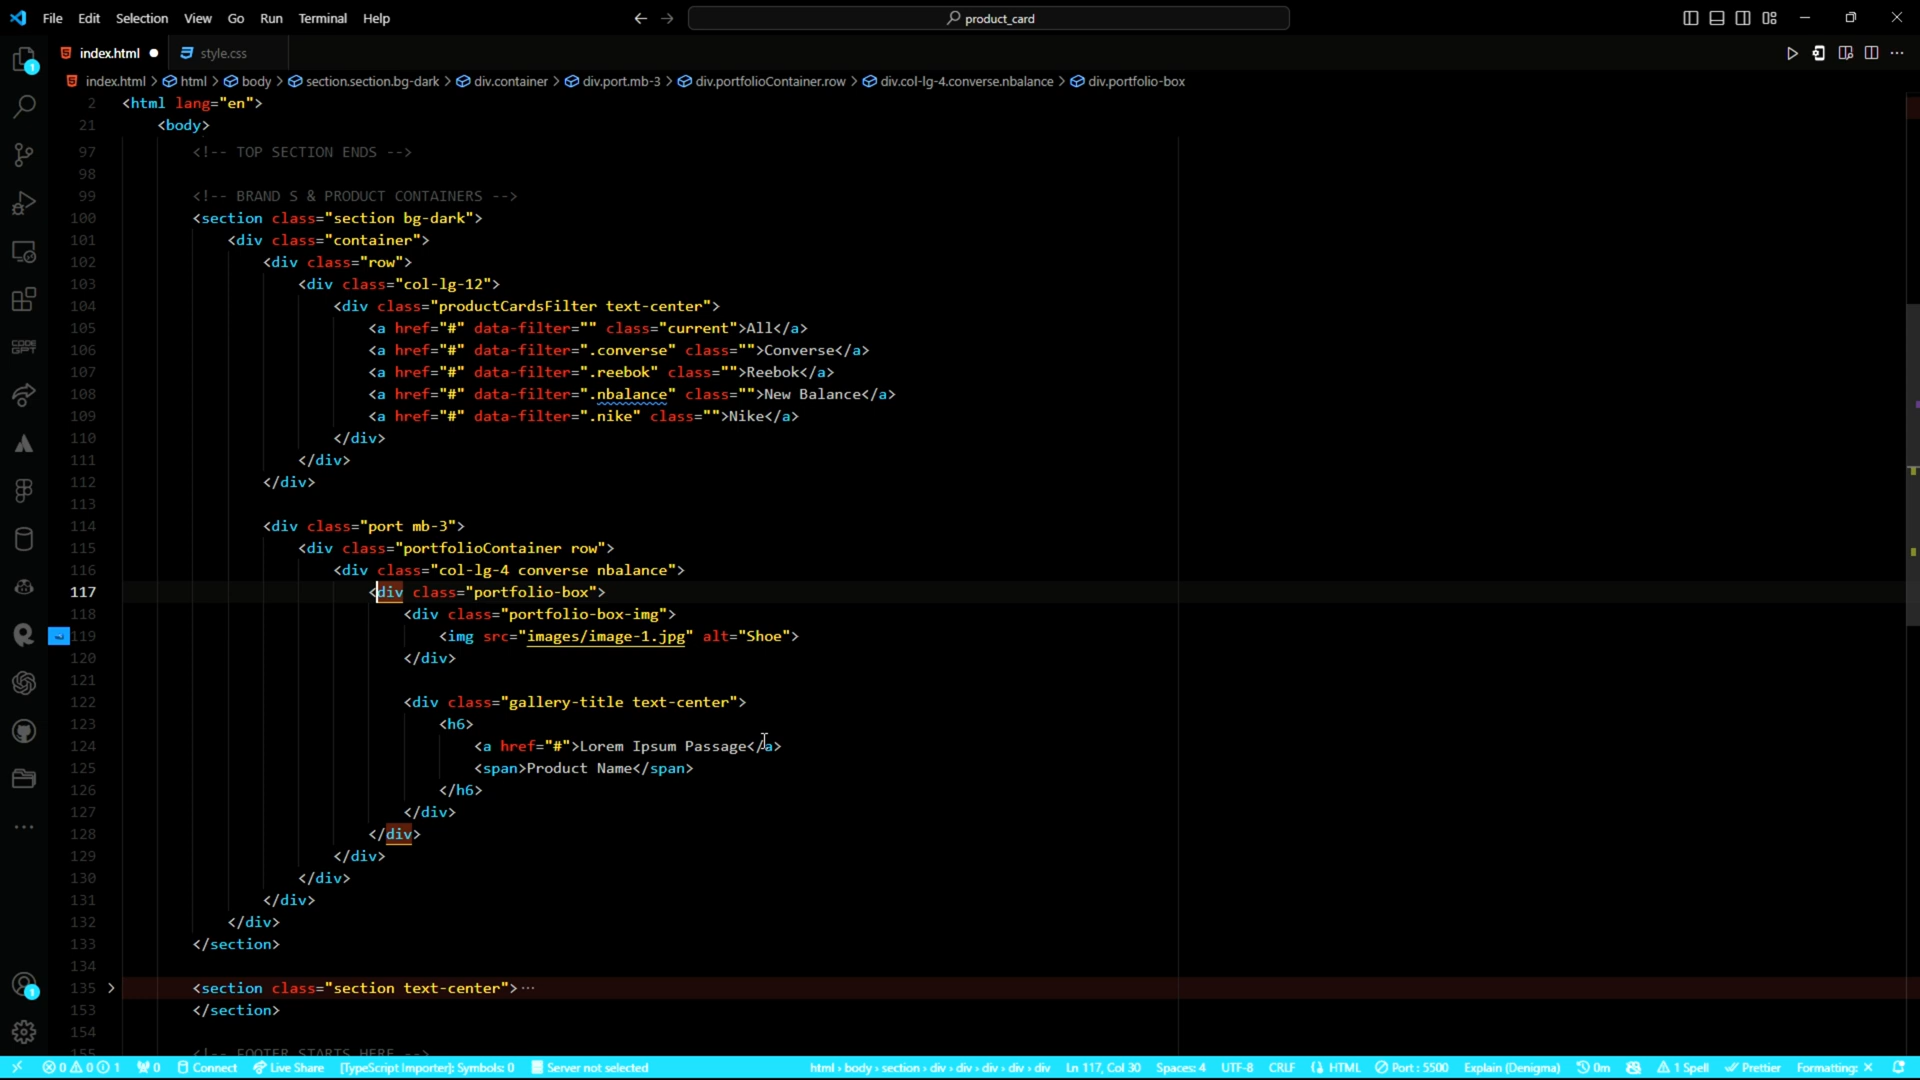 File Edit Selection View Go Run Terminal Help
product_card
index.html
style.css
index.html > html > body > section.section.bg-dark > div.container > div.port.mb-3 > div.portfolioContainer.row > div.col-lg-4.converse.nbalance > div.portfolio-box
2 <html lang="en">
21 <body>
97 <!-- TOP SECTION ENDS -->
98
99 <!-- BRAND S & PRODUCT CONTAINERS -->
100 <section class="section bg-dark">
101 <div class="container">
102 <div class="row">
103 <div class="col-lg-12">
104 <div class="productCardsFilter text-center">
105 <a href="#" data-filter="" class="current">All</a>
106 <a href="#" data-filter=".converse" class="">Converse</a>
107 <a href="#" data-filter=".reebok" class="">Reebok</a>
108 <a href="#" data-filter=".nbalance" class="">New Balance</a>
109 <a href="#" data-filter=".nike" class="">Nike</a>
110 </div>
111 </div>
112 </div>
113
114 <div class="port mb-3">
115 <div class="portfolioContainer row">
116 <div class="col-lg-4 converse nbalance">
117 <div class="portfolio-box">
118 <div class="portfolio-box-img">
119 <img src="images/image-1.jpg" alt="Shoe">
120 </div>
121
122 <div class="gallery-title text-center">
123 <h6>
124 <a href="#">Lorem Ipsum Passage</a>
125 <span>Product Name</span>
126 </h6>
127 </div>
128 </div>
129 </div>
130 </div>
131 </div>
132 </div>
133 </section>
134
135 <section class="section text-center">···
153 </section>
154
155 <!-- FOOTER STARTS HERE -->
1
CODE GPT
1
0 0 1 0 Connect Live Share [TypeScript Importer]: Symbols: 0 Server not selected html › body › section › div › div › div › div › div Ln 117, Col 30 Spaces: 4 UTF-8 CRLF HTML Port : 5500 Explain (Denigma) 0m 1 Spell Prettier Formatting: ×